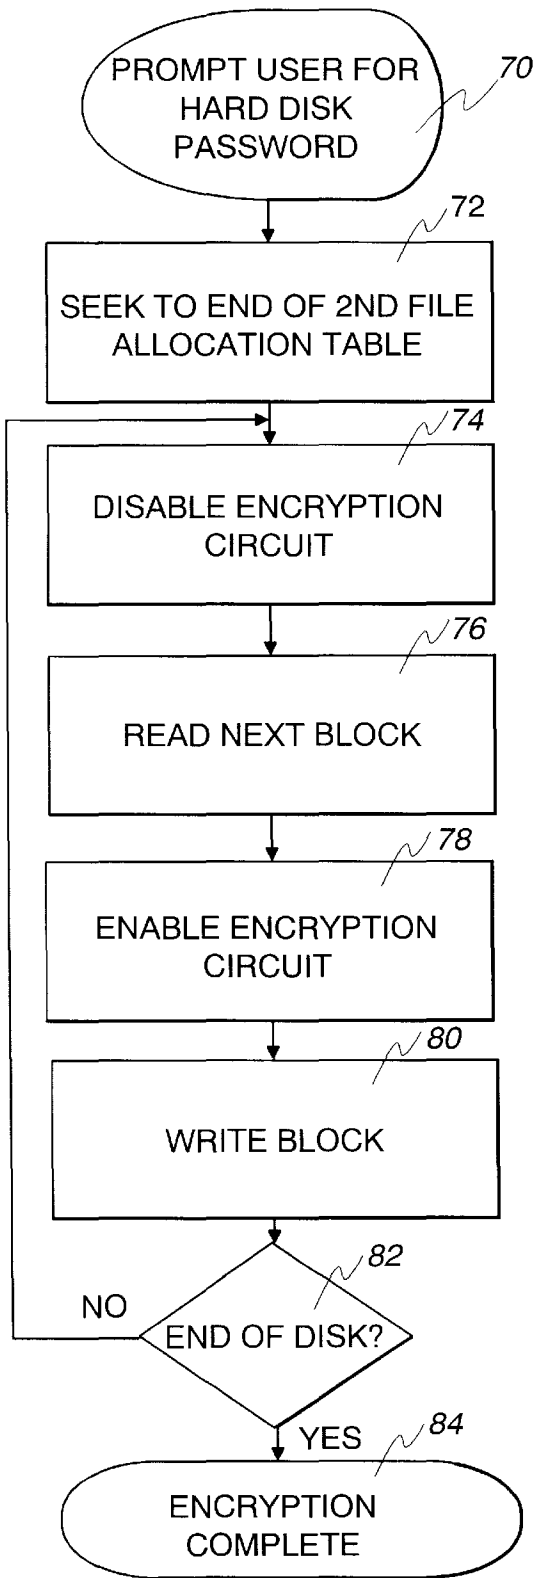 PROMPT USER FOR
HARD DISK
PASSWORD
70
72
SEEK TO END OF 2ND FILE
ALLOCATION TABLE
74
DISABLE ENCRYPTION
CIRCUIT
76
READ NEXT BLOCK
78
ENABLE ENCRYPTION
CIRCUIT
80
WRITE BLOCK
82
NO
END OF DISK?
YES
84
ENCRYPTION
COMPLETE